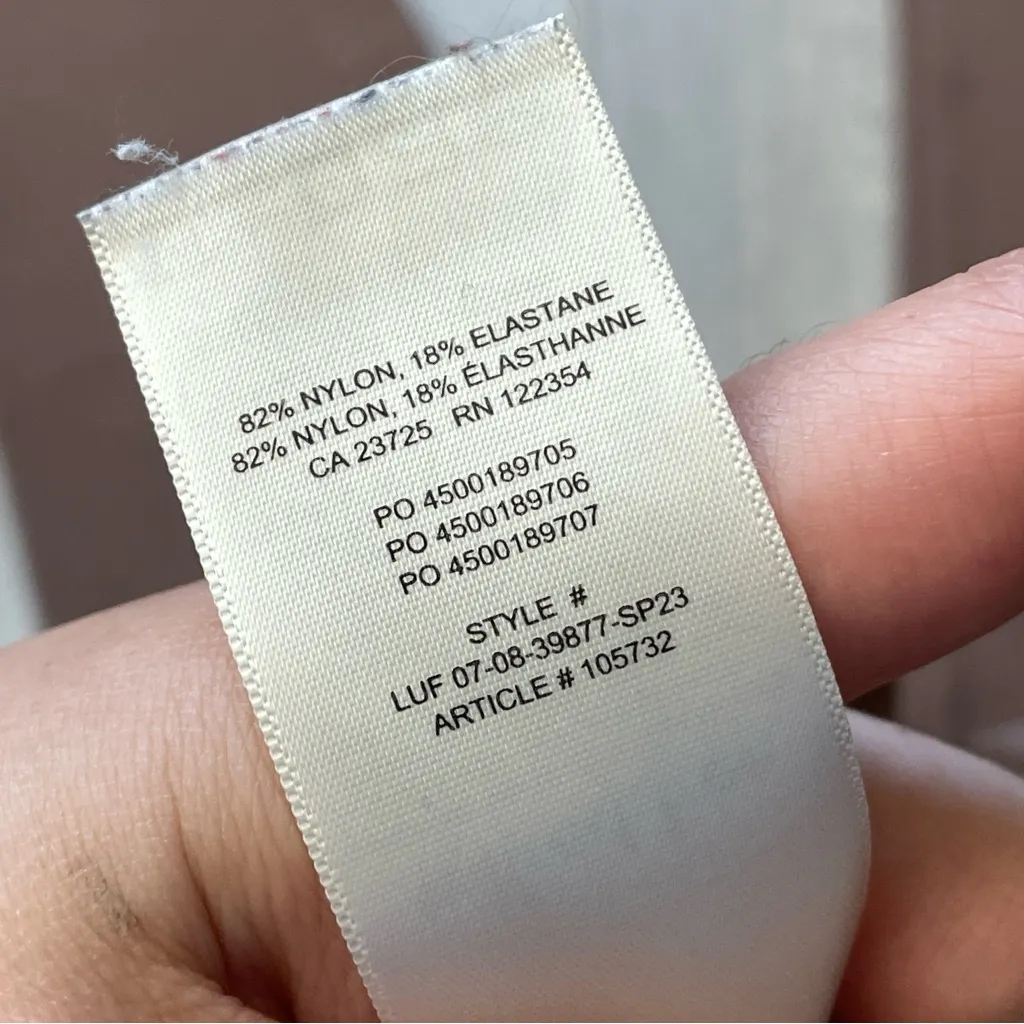 82% NYLON, 18% ELASTANE
82% NYLON, 18% ÉLASTHANNE
CA 23725 RN 122354
PO 4500189705
PO 4500189706
PO 4500189707
STYLE #
LUF 07-08-39877-SP23
ARTICLE # 105732